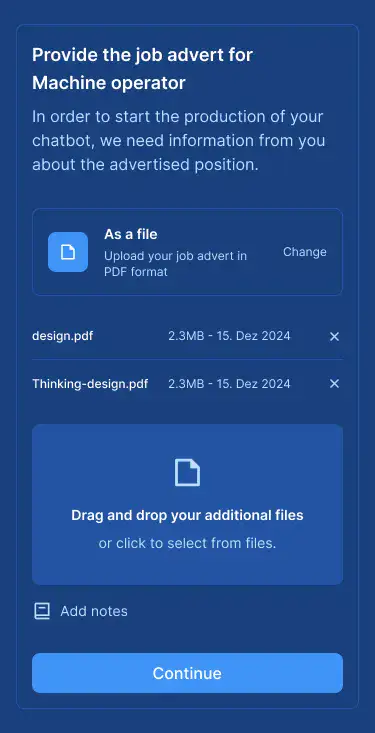 Provide the job advert for
Machine operator
In order to start the production of your
chatbot, we need information from you
about the advertised position.
As a file
Upload your job advert in
PDF format
Change
design.pdf 2.3MB - 15. Dez 2024
Thinking-design.pdf 2.3MB - 15. Dez 2024
Drag and drop your additional files
or click to select from files.
Add notes
Continue